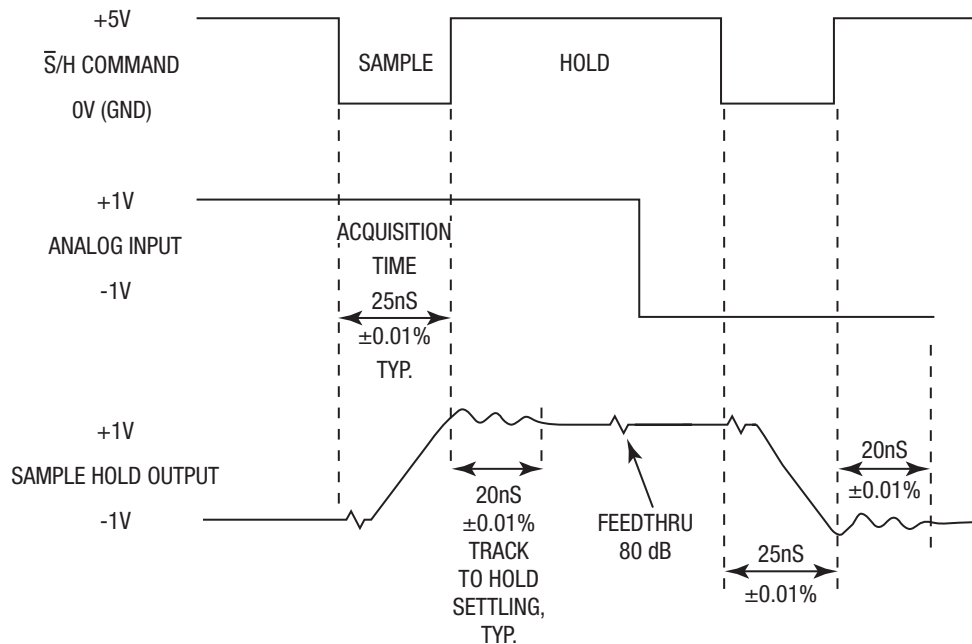 +5V
S̅/H COMMAND
0V (GND)
SAMPLE
HOLD
+1V
ANALOG INPUT
-1V
ACQUISITION
TIME
25nS
±0.01%
TYP.
+1V
SAMPLE HOLD OUTPUT
-1V
20nS
±0.01%
TRACK
TO HOLD
SETTLING,
TYP.
FEEDTHRU
80 dB
25nS
±0.01%
20nS
±0.01%